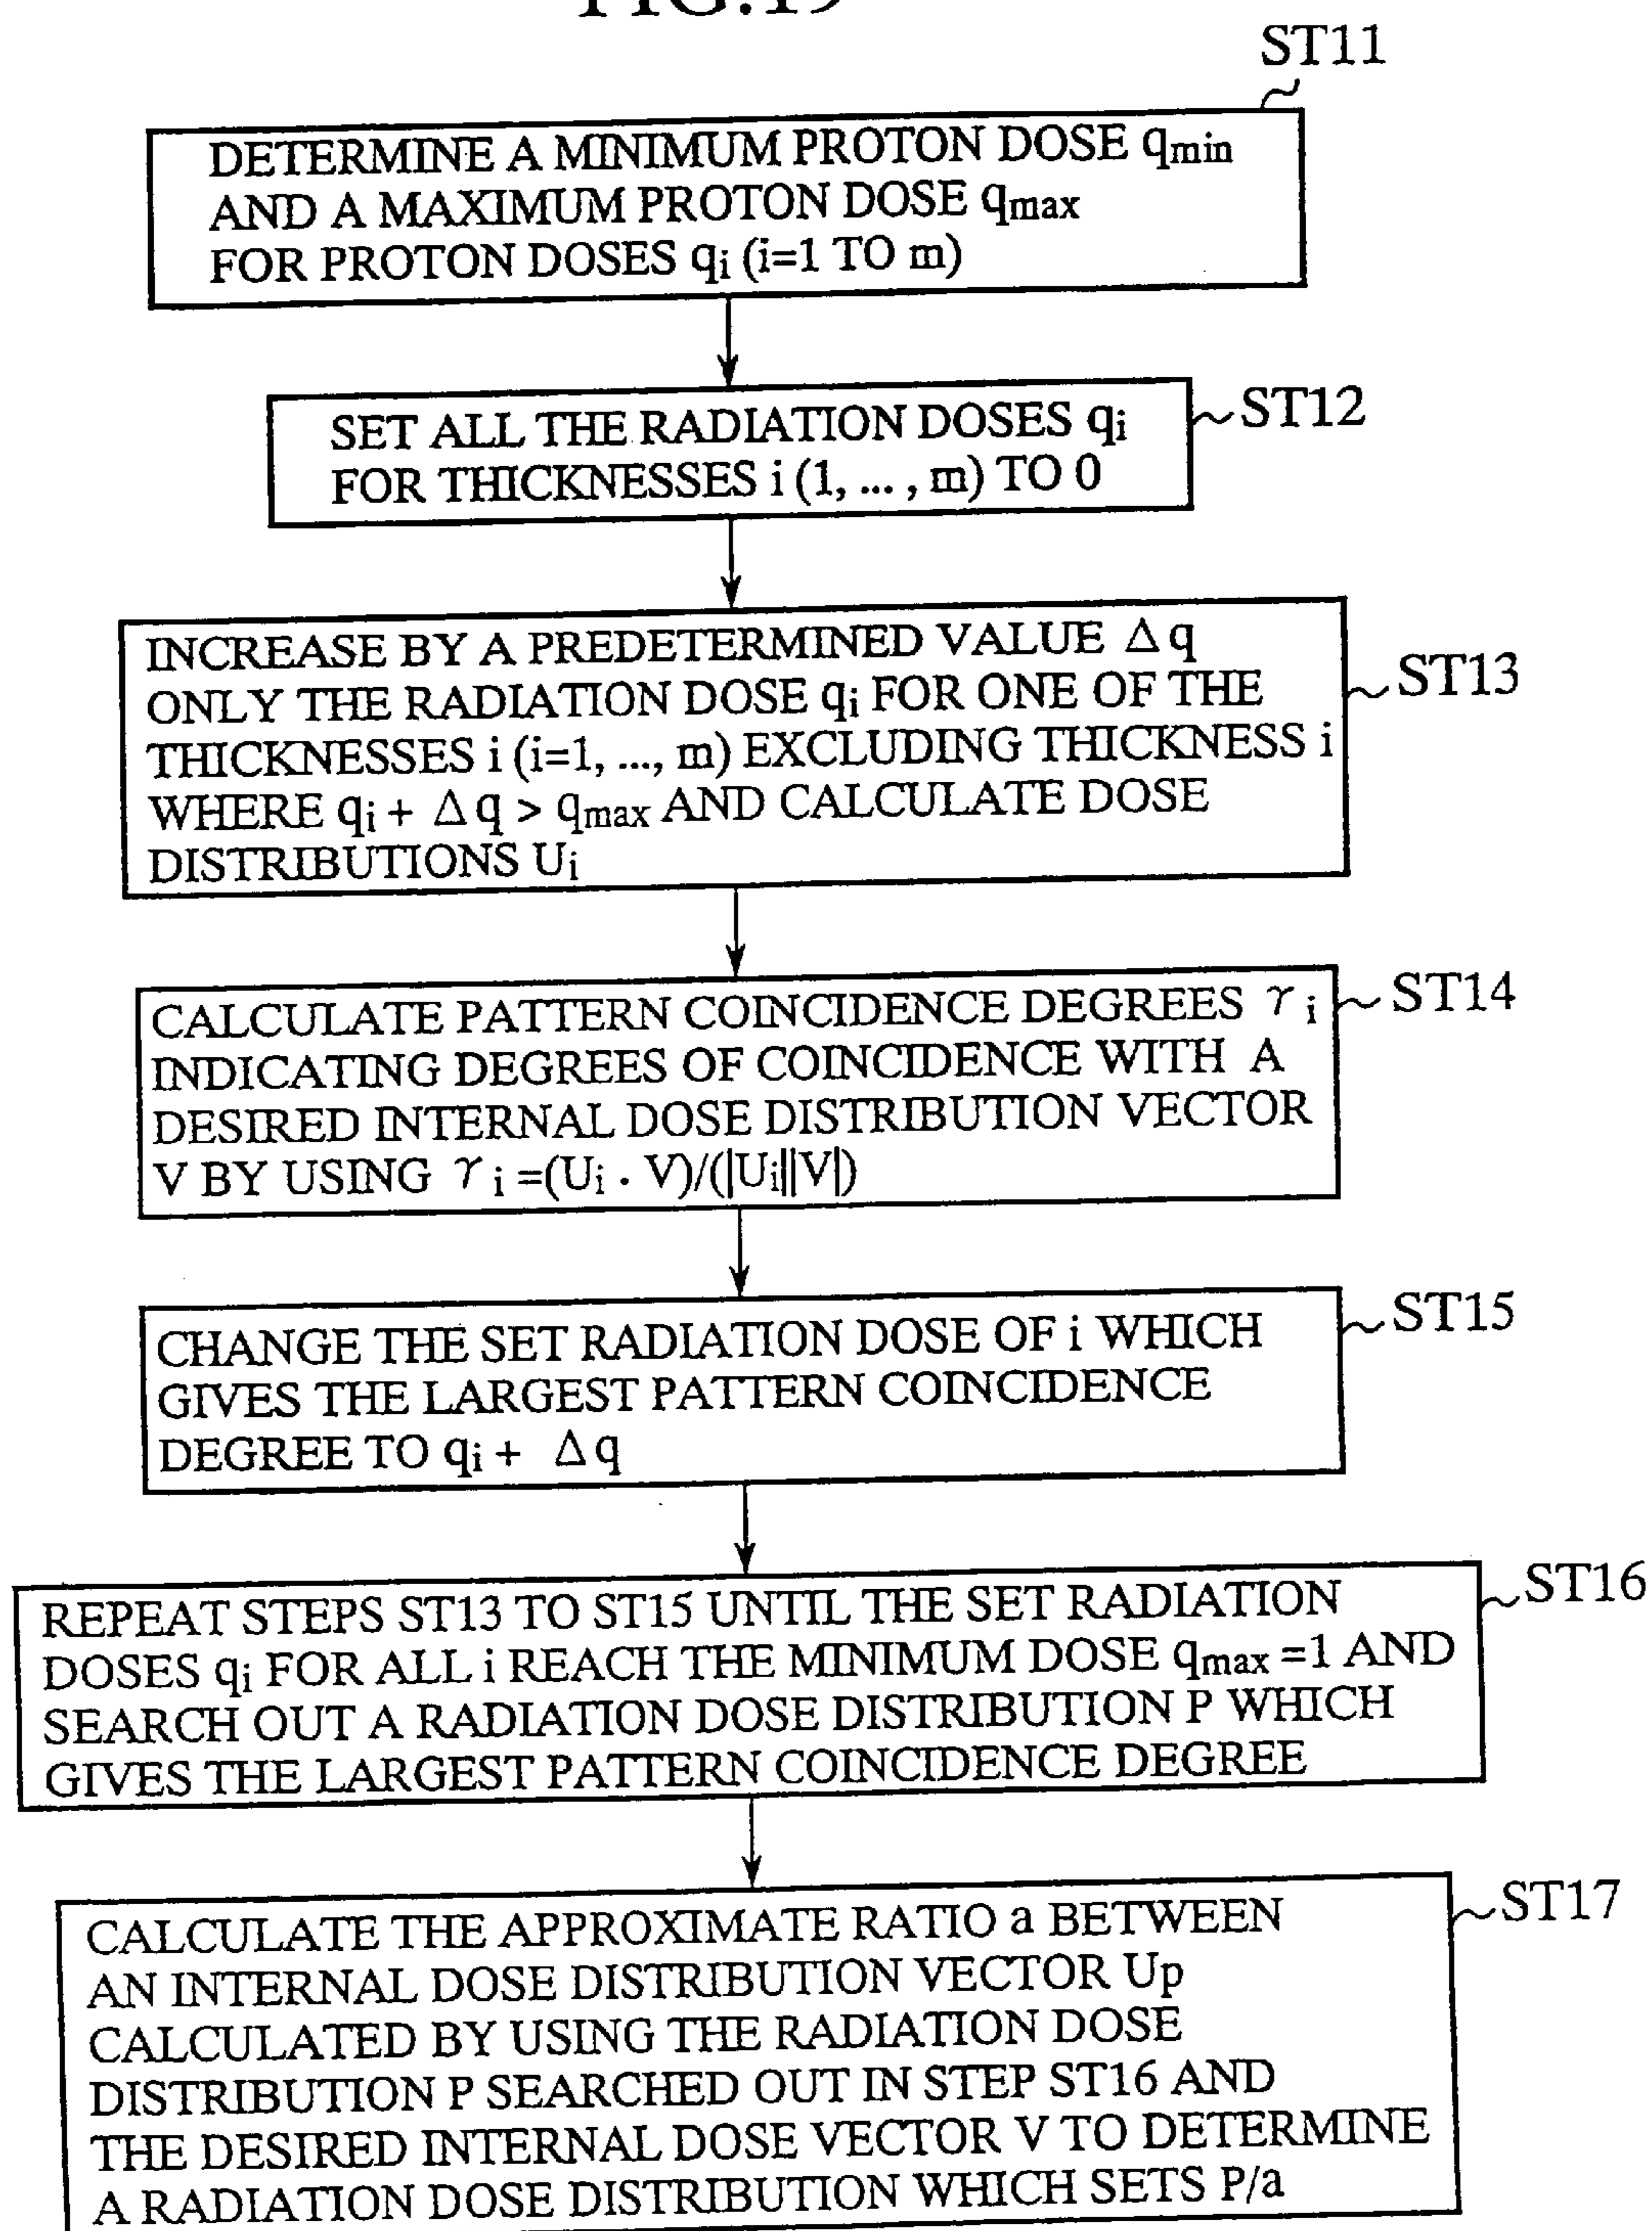 FIG.19
ST11
DETERMINE A MINIMUM PROTON DOSE qmin
AND A MAXIMUM PROTON DOSE qmax
FOR PROTON DOSES qi (i=1 TO m)
SET ALL THE RADIATION DOSES qi
FOR THICKNESSES i (1, ... , m) TO 0
ST12
INCREASE BY A PREDETERMINED VALUE Δq
ONLY THE RADIATION DOSE qi FOR ONE OF THE
THICKNESSES i (i=1, ..., m) EXCLUDING THICKNESS i
WHERE qi + Δq > qmax AND CALCULATE DOSE
DISTRIBUTIONS Ui
ST13
CALCULATE PATTERN COINCIDENCE DEGREES γi
INDICATING DEGREES OF COINCIDENCE WITH A
DESIRED INTERNAL DOSE DISTRIBUTION VECTOR
V BY USING γi =(Ui · V)/(|Ui||V|)
ST14
CHANGE THE SET RADIATION DOSE OF i WHICH
GIVES THE LARGEST PATTERN COINCIDENCE
DEGREE TO qi + Δq
ST15
REPEAT STEPS ST13 TO ST15 UNTIL THE SET RADIATION
DOSES qi FOR ALL i REACH THE MINIMUM DOSE qmax =1 AND
SEARCH OUT A RADIATION DOSE DISTRIBUTION P WHICH
GIVES THE LARGEST PATTERN COINCIDENCE DEGREE
ST16
CALCULATE THE APPROXIMATE RATIO a BETWEEN
AN INTERNAL DOSE DISTRIBUTION VECTOR Up
CALCULATED BY USING THE RADIATION DOSE
DISTRIBUTION P SEARCHED OUT IN STEP ST16 AND
THE DESIRED INTERNAL DOSE VECTOR V TO DETERMINE
A RADIATION DOSE DISTRIBUTION WHICH SETS P/a
ST17